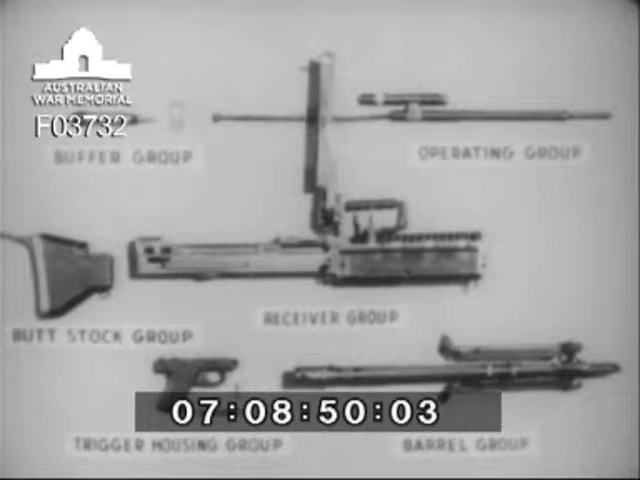 AUSTRALIAN
WAR MEMORIAL
F03732
BUFFER GROUP
OPERATING GROUP
BUTT STOCK GROUP
RECEIVER GROUP
07:08:50:03
TRIGGER HOUSING GROUP
BARREL GROUP